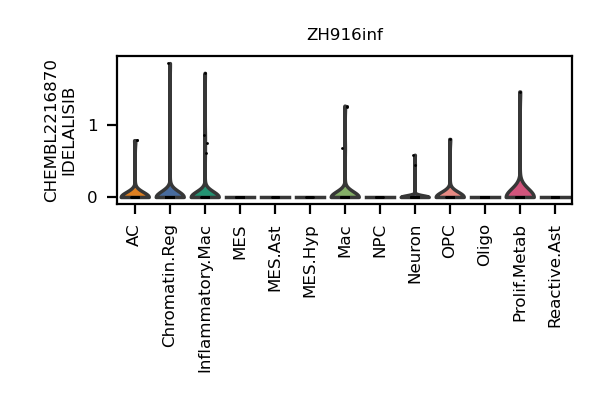 ZH916inf
CHEMBL2216870
IDELALISIB
1
0
AC
Chromatin.Reg
Inflammatory.Mac
MES
MES.Ast
MES.Hyp
Mac
NPC
Neuron
OPC
Oligo
Prolif.Metab
Reactive.Ast